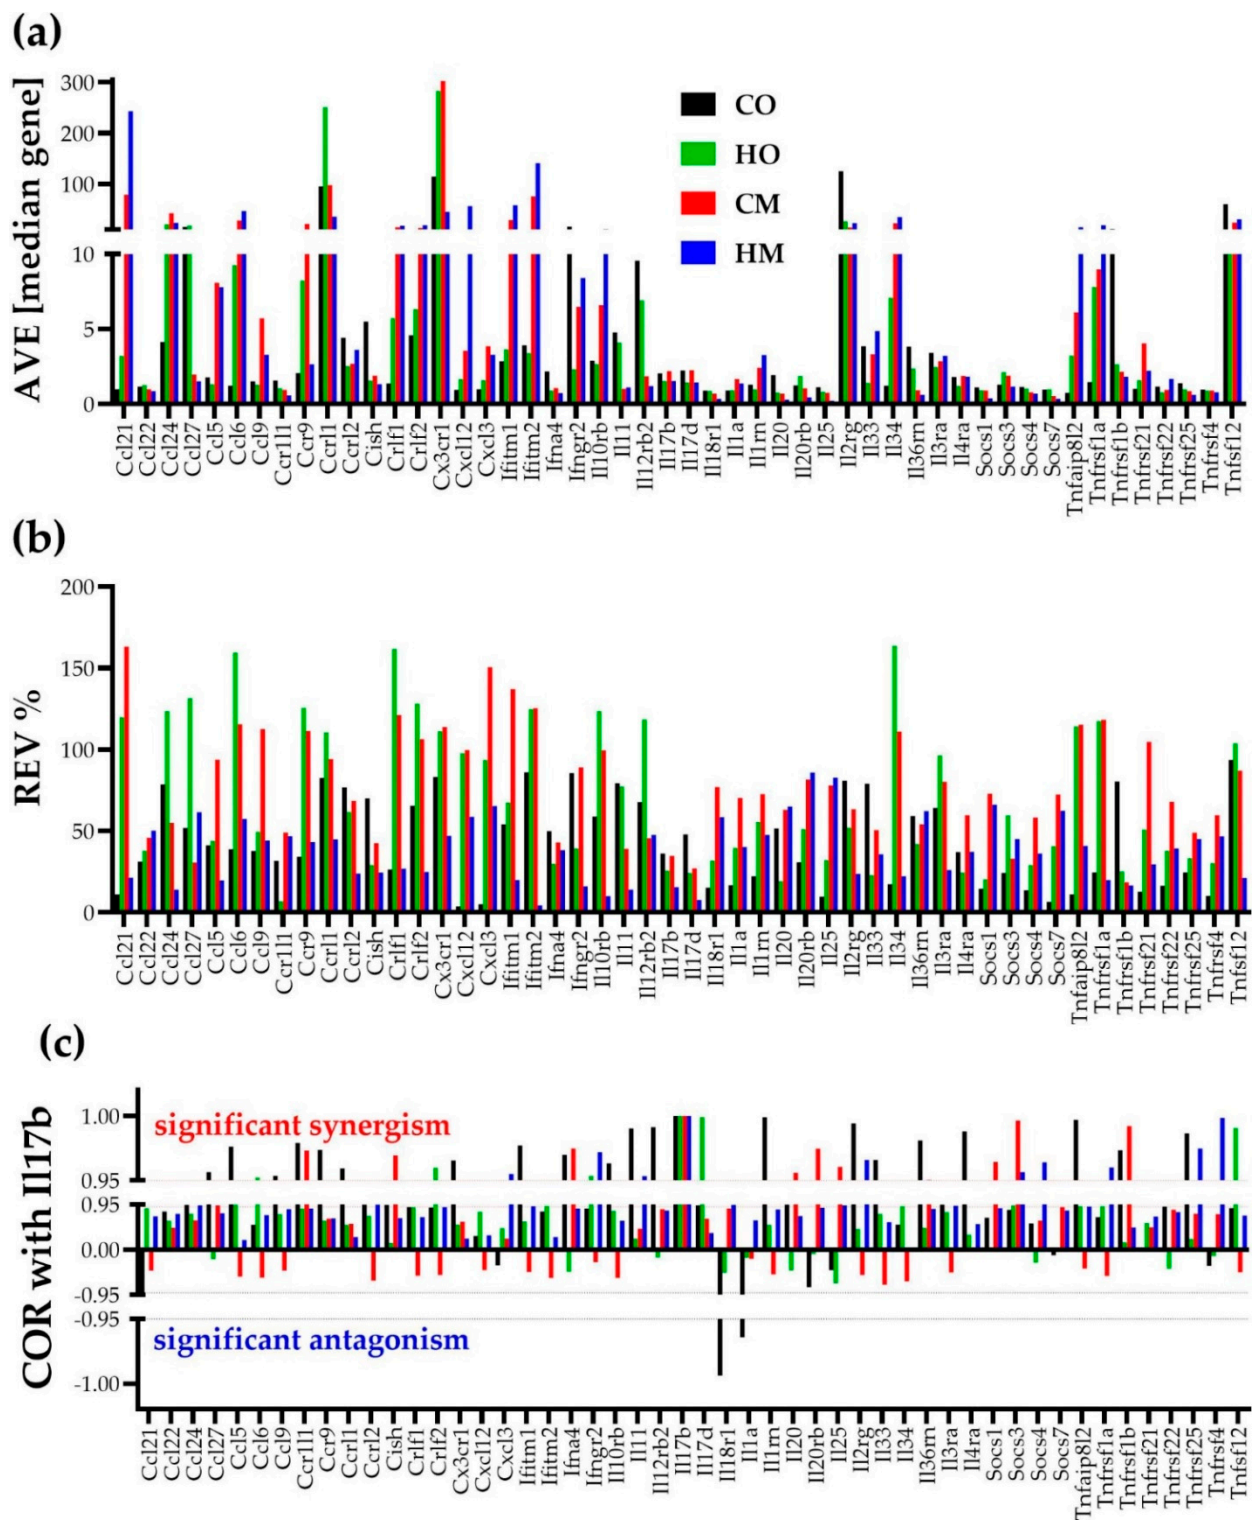 (a)
AVE [median gene]
300
200
100
10
5
0
CO
HO
CM
HM
Ccl21
Ccl22
Ccl24
Ccl27
Ccl5
Ccl6
Ccl9
Ccr1l1
Ccr9
Ccrl1
Ccrl2
Cish
Crlf1
Crlf2
Cx3cr1
Cxcl12
Cxcl3
Ifitm1
Ifitm2
Ifna4
Ifngr2
Il10rb
Il11
Il12rb2
Il17b
Il17d
Il18r1
Il1a
Il1rn
Il20
Il20rb
Il25
Il2rg
Il33
Il34
Il36rn
Il3ra
Il4ra
Socs1
Socs3
Socs4
Socs7
Tnfaip8l2
Tnfrsf1a
Tnfrsf1b
Tnfrsf21
Tnfrsf22
Tnfrsf25
Tnfrsf4
Tnfsf12
(b)
REV %
200
150
100
50
0
Ccl21
Ccl22
Ccl24
Ccl27
Ccl5
Ccl6
Ccl9
Ccr1l1
Ccr9
Ccrl1
Ccrl2
Cish
Crlf1
Crlf2
Cx3cr1
Cxcl12
Cxcl3
Ifitm1
Ifitm2
Ifna4
Ifngr2
Il10rb
Il11
Il12rb2
Il17b
Il17d
Il18r1
Il1a
Il1rn
Il20
Il20rb
Il25
Il2rg
Il33
Il34
Il36rn
Il3ra
Il4ra
Socs1
Socs3
Socs4
Socs7
Tnfaip8l2
Tnfrsf1a
Tnfrsf1b
Tnfrsf21
Tnfrsf22
Tnfrsf25
Tnfrsf4
Tnfsf12
(c)
COR with Il17b
1.00
0.95
0.95
0.00
-0.95
-0.95
-1.00
significant synergism
significant antagonism
Ccl21
Ccl22
Ccl24
Ccl27
Ccl5
Ccl6
Ccl9
Ccr1l1
Ccr9
Ccrl1
Ccrl2
Cish
Crlf1
Crlf2
Cx3cr1
Cxcl12
Cxcl3
Ifitm1
Ifitm2
Ifna4
Ifngr2
Il10rb
Il11
Il12rb2
Il17b
Il17d
Il18r1
Il1a
Il1rn
Il20
Il20rb
Il25
Il2rg
Il33
Il34
Il36rn
Il3ra
Il4ra
Socs1
Socs3
Socs4
Socs7
Tnfaip8l2
Tnfrsf1a
Tnfrsf1b
Tnfrsf21
Tnfrsf22
Tnfrsf25
Tnfrsf4
Tnfsf12